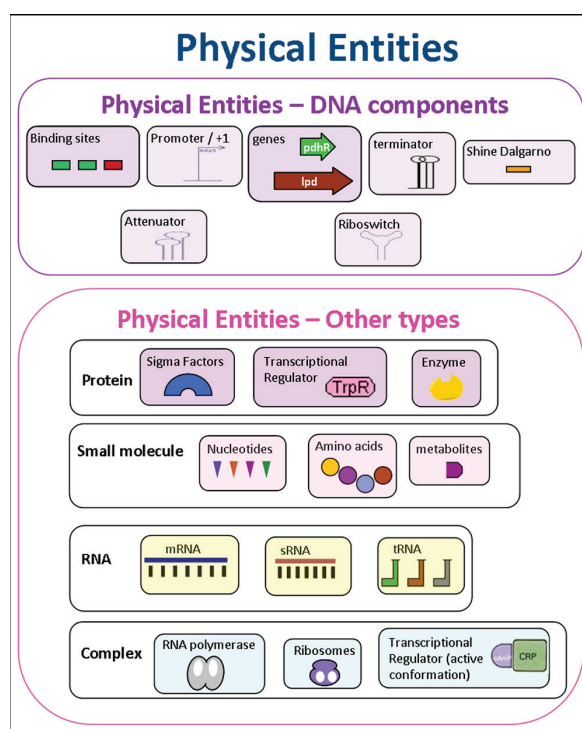 Physical Entities
Physical Entities – DNA components
Binding sites
Promoter / +1
genes
pdhR
lpd
terminator
Shine Dalgarno
Attenuator
Riboswitch
Physical Entities – Other types
Protein
Sigma Factors
Transcriptional
Regulator
TrpR
Enzyme
Small molecule
Nucleotides
Amino acids
metabolites
RNA
mRNA
sRNA
tRNA
Complex
RNA polymerase
Ribosomes
Transcriptional
Regulator (active
conformation)
CRP